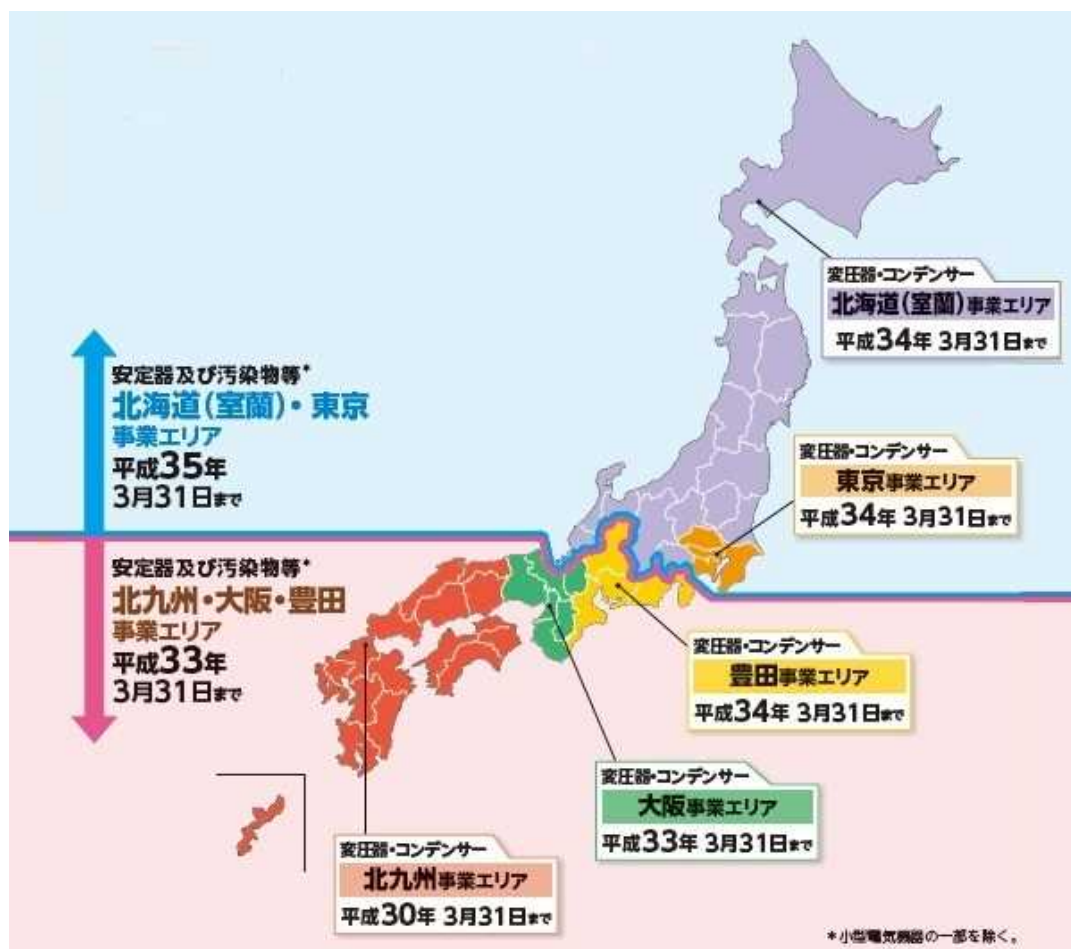 変圧器・コンデンサー
北海道(室蘭)事業エリア
平成34年 3月31日まで
安定器及び汚染物等*
北海道(室蘭)・東京
事業エリア
平成35年
3月31日まで
変圧器・コンデンサー
東京事業エリア
平成34年 3月31日まで
安定器及び汚染物等*
北九州・大阪・豊田
事業エリア
平成33年
3月31日まで
変圧器・コンデンサー
豊田事業エリア
平成34年 3月31日まで
変圧器・コンデンサー
大阪事業エリア
平成33年 3月31日まで
変圧器・コンデンサー
北九州事業エリア
平成30年 3月31日まで
*小型電気機器の一部を除く。